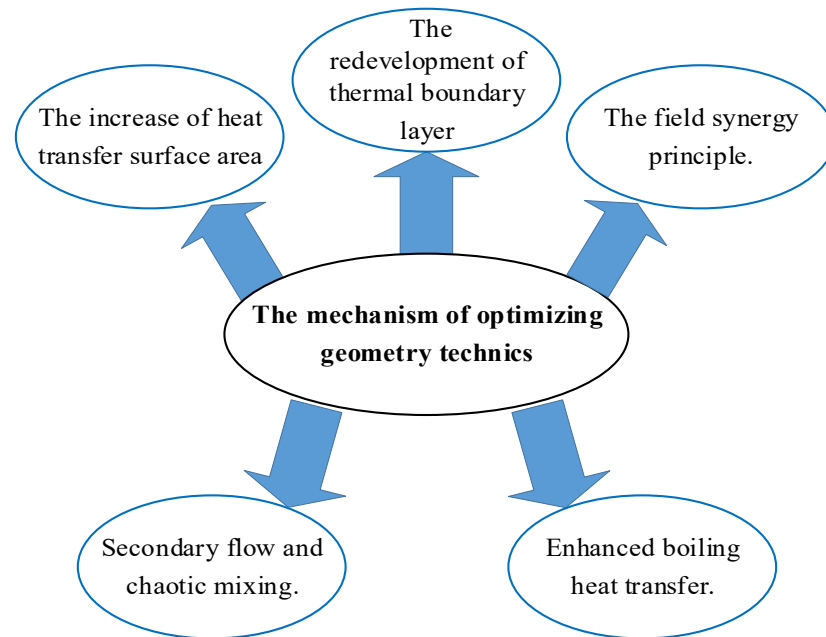 The
redevelopment of
thermal boundary
layer
The increase of heat
transfer surface area
The field synergy
principle.
The mechanism of optimizing
geometry technics
Secondary flow and
chaotic mixing.
Enhanced boiling
heat transfer.